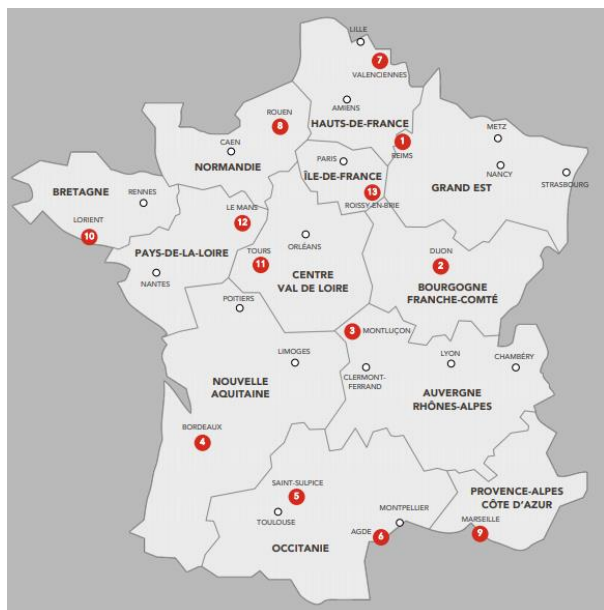 LILLE
7
VALENCIENNES
AMIENS
ROUEN
8
HAUTS-DE-FRANCE
CAEN
NORMANDIE
1
REIMS
METZ
NANCY
STRASBOURG
GRAND EST
PARIS
ÎLE-DE-FRANCE
13
ROISSY-EN-BRIE
BRETAGNE
RENNES
LORIENT
10
LE MANS
12
PAYS-DE-LA-LOIRE
NANTES
TOURS
11
ORLÉANS
CENTRE
VAL DE LOIRE
DIJON
2
BOURGOGNE
FRANCHE-COMTÉ
POITIERS
3
MONTLUÇON
LIMOGES
CLERMONT-
FERRAND
LYON
CHAMBÉRY
NOUVELLE
AQUITAINE
AUVERGNE
RHÔNES-ALPES
BORDEAUX
4
SAINT-SULPICE
5
TOULOUSE
MONTPELLIER
AGDE
6
OCCITANIE
PROVENCE-ALPES
CÔTE D'AZUR
MARSEILLE
9